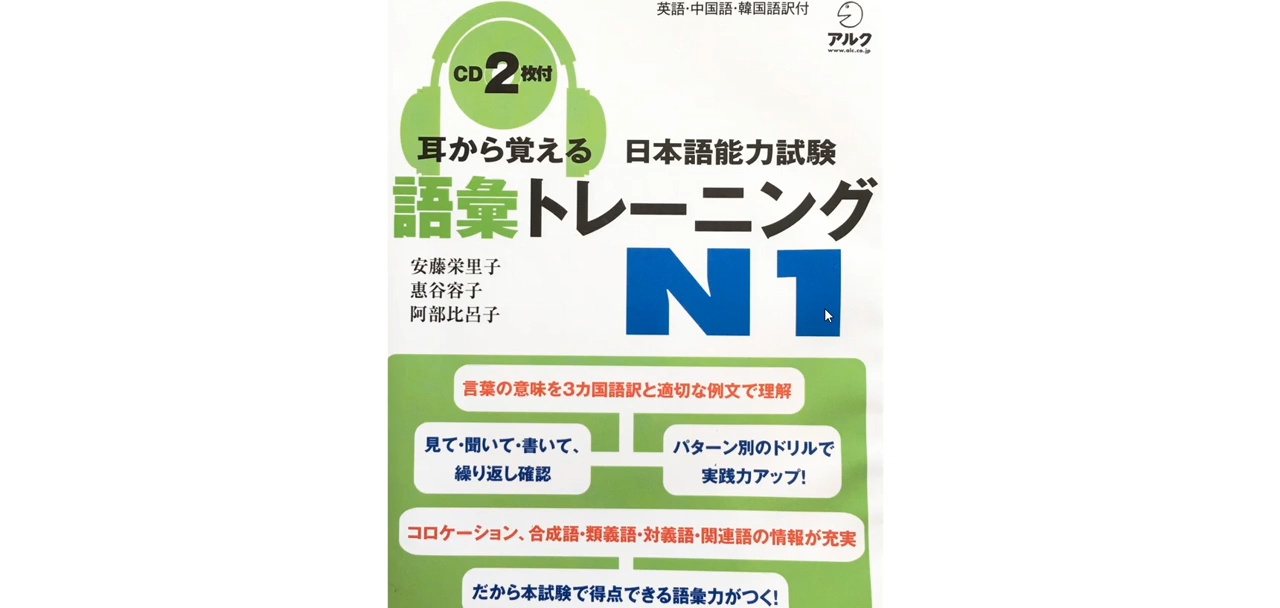 英語・中国語・韓国語訳付
アルク
www.alc.co.jp
CD2枚付
耳から覚える 日本語能力試験
語彙トレーニング
N1
安藤栄里子
惠谷容子
阿部比呂子
言葉の意味を3カ国語訳と適切な例文で理解
見て・聞いて・書いて、
繰り返し確認
パターン別のドリルで
実践力アップ!
コロケーション、合成語・類義語・対義語・関連語の情報が充実
だから本試験で得点できる語彙力がつく!